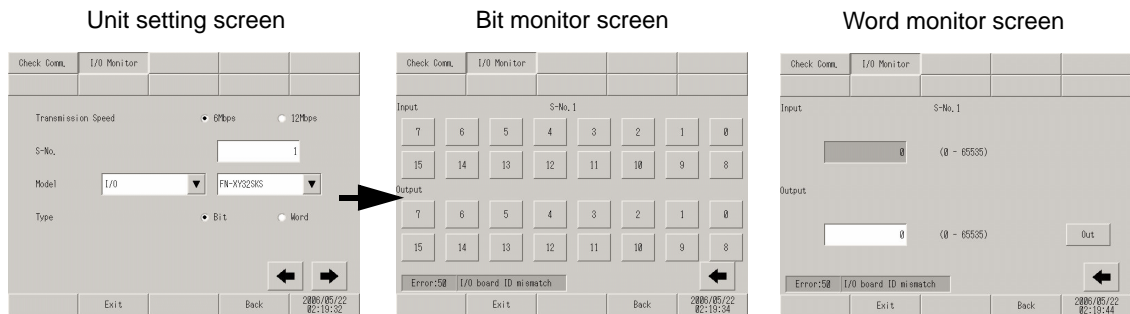 Unit setting screen
Check Comm. I/O Monitor
Transmission Speed 6Mbps 12Mbps
S-No. 1
Model I/O FN-XY32SKS
Type Bit Word
Exit Back 2006/05/22
02:19:32
Bit monitor screen
Check Comm. I/O Monitor
Input S-No. 1
7 6 5 4 3 2 1 0
15 14 13 12 11 10 9 8
Output
7 6 5 4 3 2 1 0
15 14 13 12 11 10 9 8
Error:50 I/O board ID mismatch
Exit Back 2006/05/22
02:19:34
Word monitor screen
Check Comm. I/O Monitor
Input S-No. 1
0 (0 - 65535)
Output
0 (0 - 65535) Out
Error:50 I/O board ID mismatch
Exit Back 2006/05/22
02:19:44